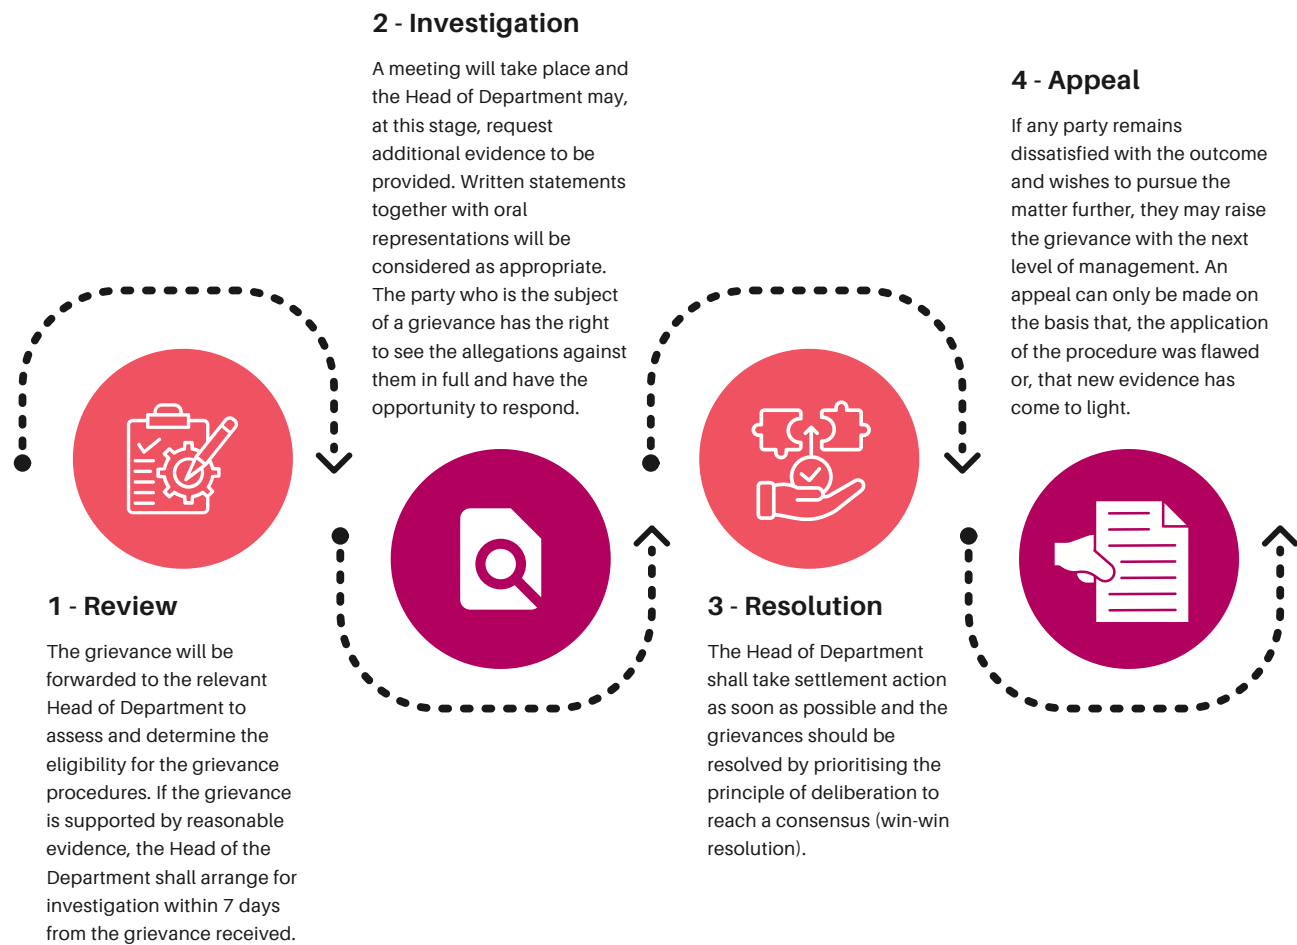 1 - Review
The grievance will be
forwarded to the relevant
Head of Department to
assess and determine the
eligibility for the grievance
procedures. If the grievance
is supported by reasonable
evidence, the Head of the
Department shall arrange for
investigation within 7 days
from the grievance received.
2 - Investigation
A meeting will take place and
the Head of Department may,
at this stage, request
additional evidence to be
provided. Written statements
together with oral
representations will be
considered as appropriate.
The party who is the subject
of a grievance has the right
to see the allegations against
them in full and have the
opportunity to respond.
3 - Resolution
The Head of Department
shall take settlement action
as soon as possible and the
grievances should be
resolved by prioritising the
principle of deliberation to
reach a consensus (win-win
resolution).
4 - Appeal
If any party remains
dissatisfied with the outcome
and wishes to pursue the
matter further, they may raise
the grievance with the next
level of management. An
appeal can only be made on
the basis that, the application
of the procedure was flawed
or, that new evidence has
come to light.